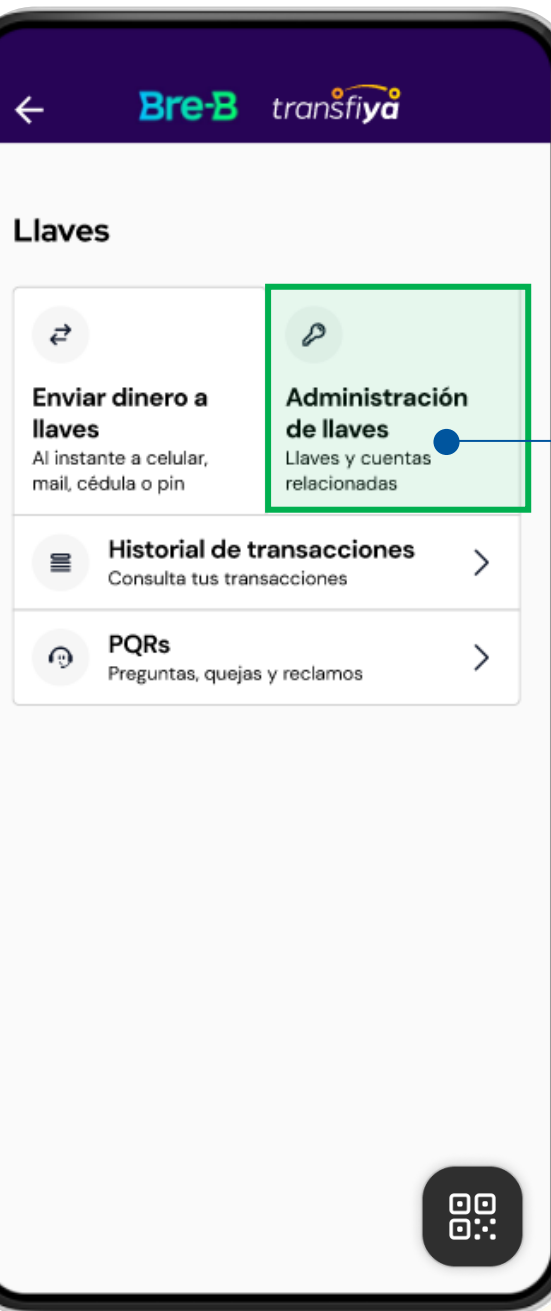 Bre-B transfiya
Llaves
Enviar dinero a
llaves
Al instante a celular,
mail, cédula o pin
Administración
de llaves
Llaves y cuentas
relacionadas
Historial de transacciones
Consulta tus transacciones
PQRs
Preguntas, quejas y reclamos